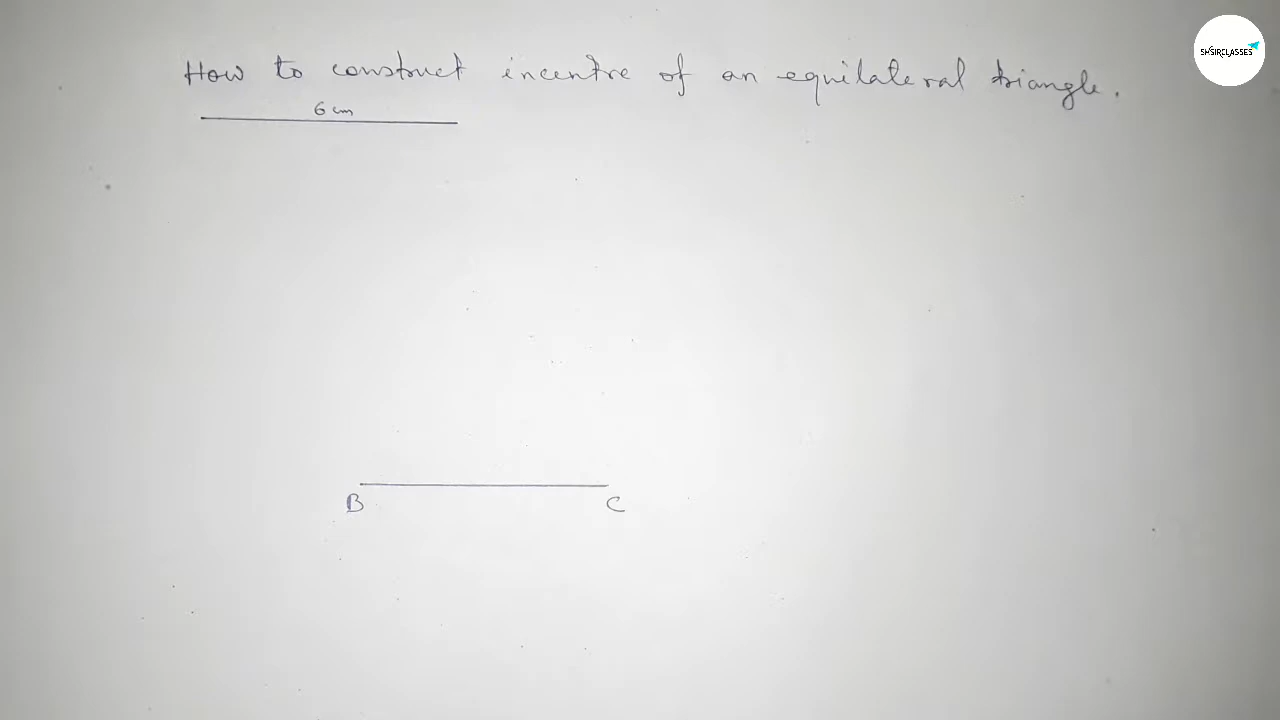 How to construct incentre of an equilateral triangle.
6 cm
B C
SHSIRCLASSES